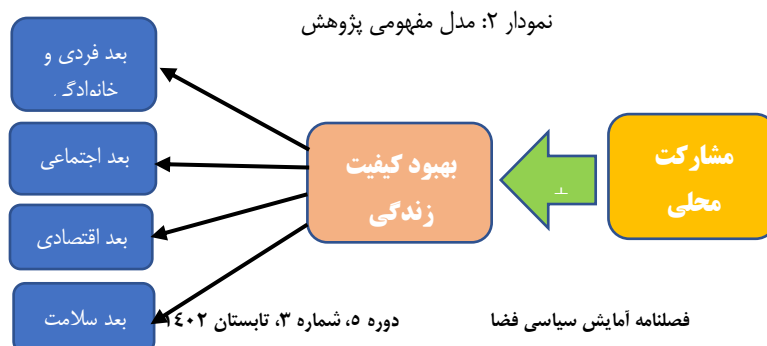 نمودار ۲: مدل مفهومی پژوهش
مشارکت
محلی
بهبود کیفیت
زندگی
بعد فردی و
خانوادگی
بعد اجتماعی
بعد اقتصادی
بعد سلامت
فصلنامه آمایش سیاسی فضا دوره ۵، شماره ۳، تابستان ۱٤۰۲